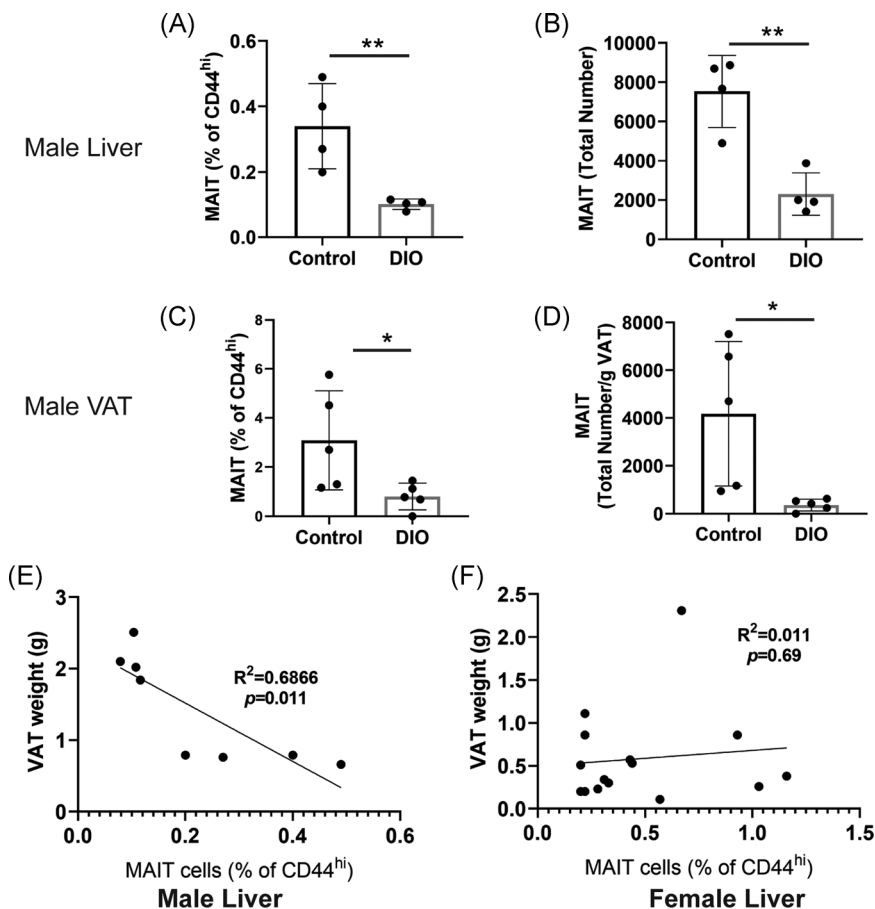 (A)
(B)
Male Liver
MAIT (% of CD44hi)
0.6
0.4
0.2
0.0
**
Control
DIO
MAIT (Total Number)
10000
8000
6000
4000
2000
0
**
Control
DIO
(C)
(D)
Male VAT
MAIT (% of CD44hi)
8
6
4
2
0
*
Control
DIO
MAIT
(Total Number/g VAT)
8000
6000
4000
2000
0
*
Control
DIO
(E)
VAT weight (g)
3
2
1
0
R2=0.6866
p=0.011
0.0
0.2
0.4
0.6
MAIT cells (% of CD44hi)
Male Liver
(F)
VAT weight (g)
2.5
2.0
1.5
1.0
0.5
0.0
R2=0.011
p=0.69
0.0
0.5
1.0
1.5
MAIT cells (% of CD44hi)
Female Liver